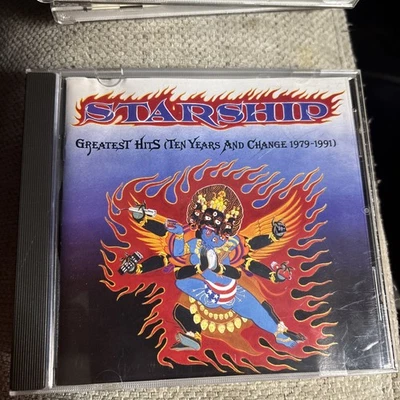 STARSHIP
GREATEST HITS (TEN YEARS AND CHANGE 1979-1991)